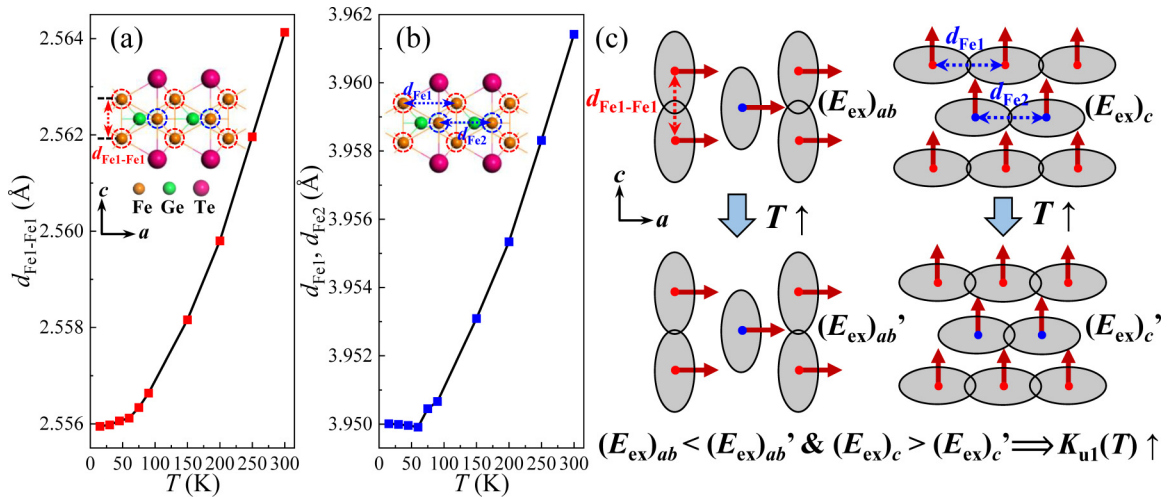 (a)
2.564
2.562
2.560
2.558
2.556
d_Fe1-Fe1 (Å)
d_Fe1-Fe1
Fe Ge Te
c
a
0 50 100 150 200 250 300
T (K)
(b)
3.962
3.960
3.958
3.956
3.954
3.952
3.950
d_Fe1, d_Fe2 (Å)
d_Fe1
d_Fe2
0 50 100 150 200 250 300
T (K)
(c)
d_Fe1-Fe1
(E_ex)_ab
d_Fe1
d_Fe2
(E_ex)_c
c
a
T ↑
T ↑
(E_ex)_ab'
(E_ex)_c'
(E_ex)_ab < (E_ex)_ab' & (E_ex)_c > (E_ex)_c' ⟹ K_u1(T) ↑